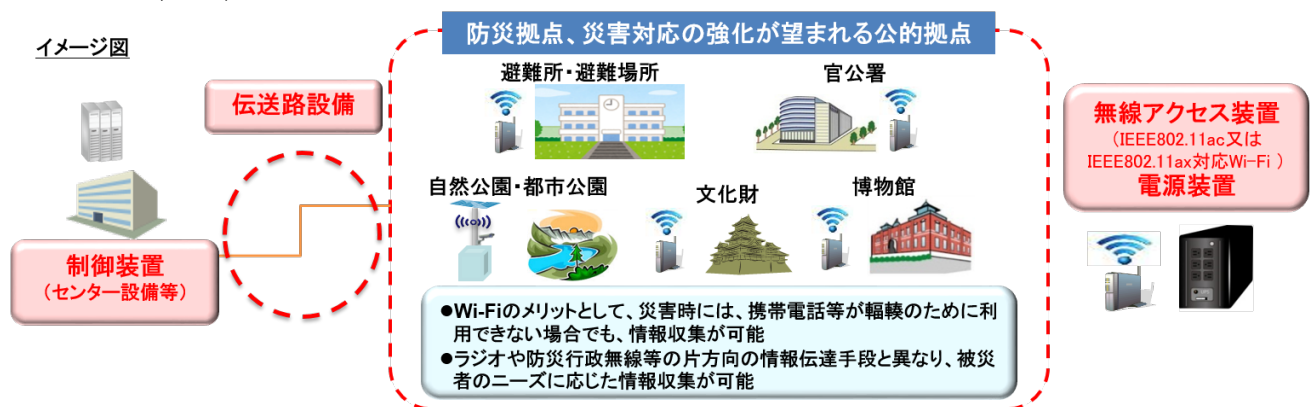 イメージ図
防災拠点、災害対応の強化が望まれる公的拠点
伝送路設備
制御装置
（センター設備等）
避難所・避難場所
官公署
自然公園・都市公園
文化財
博物館
●Wi-Fiのメリットとして、災害時には、携帯電話等が輻輳のために利
用できない場合でも、情報収集が可能
●ラジオや防災行政無線等の片方向の情報伝達手段と異なり、被災
者のニーズに応じた情報収集が可能
無線アクセス装置
（IEEE802.11ac又は
IEEE802.11ax対応Wi-Fi ）
電源装置